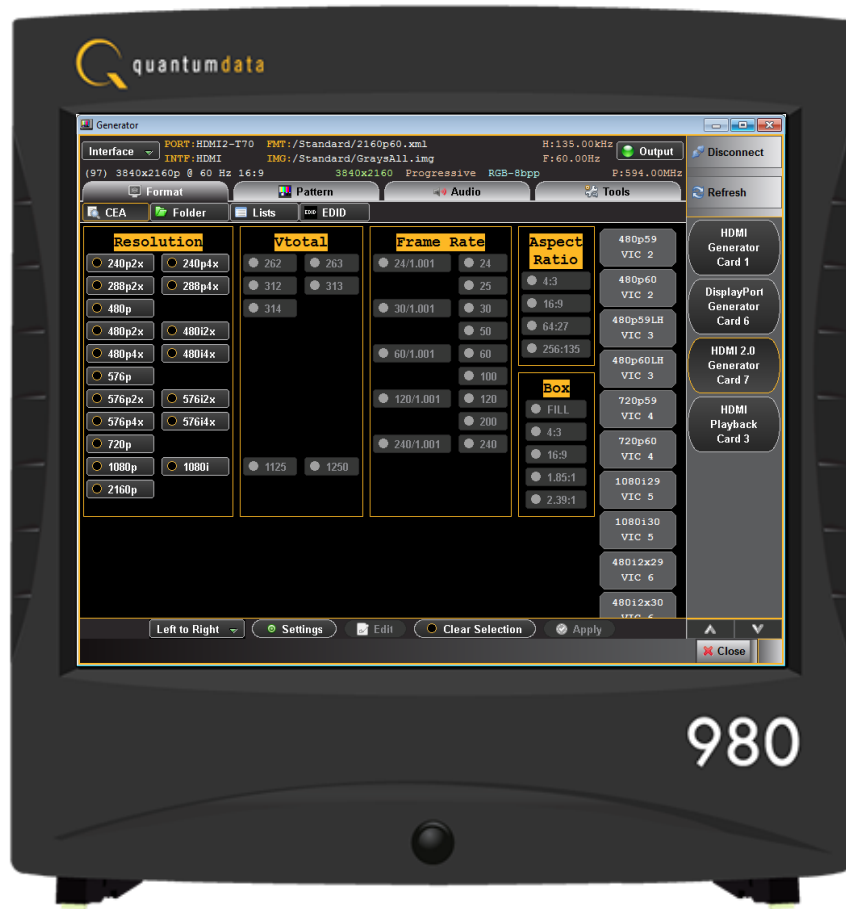 quantumdata
Generator
Interface
PORT:HDMI2-T70 FMT:/Standard/2160p60.xml H:135.00kHz
INTF:HDMI IMG:/Standard/GraysAll.img F:60.00Hz
Output
(97) 3840x2160p @ 60 Hz 16:9 3840x2160 Progressive RGB-8bpp P:594.00MHz
Disconnect
Refresh
Format Pattern Audio Tools
CEA Folder Lists EDID EDID
Resolution
240p2x 240p4x
288p2x 288p4x
480p
480p2x 480i2x
480p4x 480i4x
576p
576p2x 576i2x
576p4x 576i4x
720p
1080p 1080i
2160p
Vtotal
262 263
312 313
314
1125 1250
Frame Rate
24/1.001 24
25
30/1.001 30
50
60/1.001 60
100
120/1.001 120
200
240/1.001 240
Aspect
Ratio
4:3
16:9
64:27
256:135
Box
FILL
4:3
16:9
1.85:1
2.39:1
480p59
VIC 2
480p60
VIC 2
480p59LH
VIC 3
480p60LH
VIC 3
720p59
VIC 4
720p60
VIC 4
1080i29
VIC 5
1080i30
VIC 5
480i2x29
VIC 6
480i2x30
VIC 6
HDMI
Generator
Card 1
DisplayPort
Generator
Card 6
HDMI 2.0
Generator
Card 7
HDMI
Playback
Card 3
Left to Right Settings Edit Clear Selection Apply
Close
980